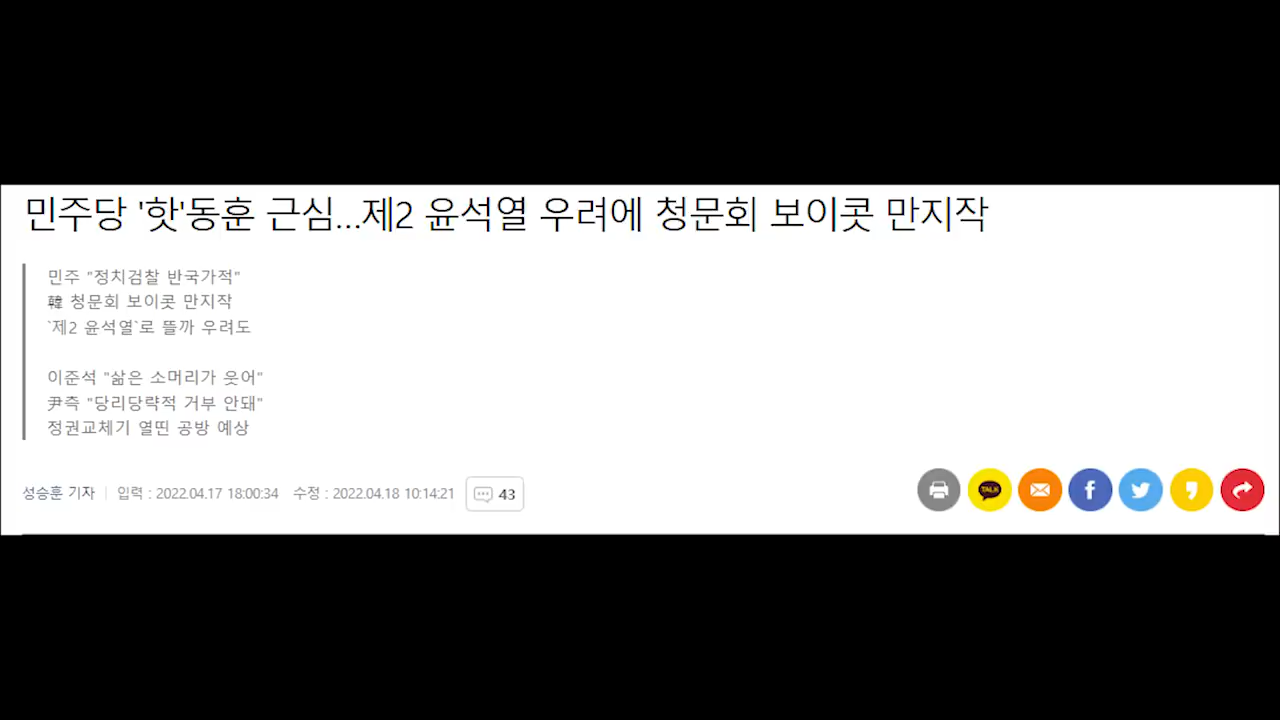 민주당 '핫'동훈 근심...제2 윤석열 우려에 청문회 보이콧 만지작
민주 "정치검찰 반국가적"
韓 청문회 보이콧 만지작
`제2 윤석열`로 뜰까 우려도
이준석 "삶은 소머리가 웃어"
尹측 "당리당략적 거부 안돼"
정권교체기 열띤 공방 예상
성승훈 기자 입력 : 2022.04.17 18:00:34 수정 : 2022.04.18 10:14:21 43
TALK